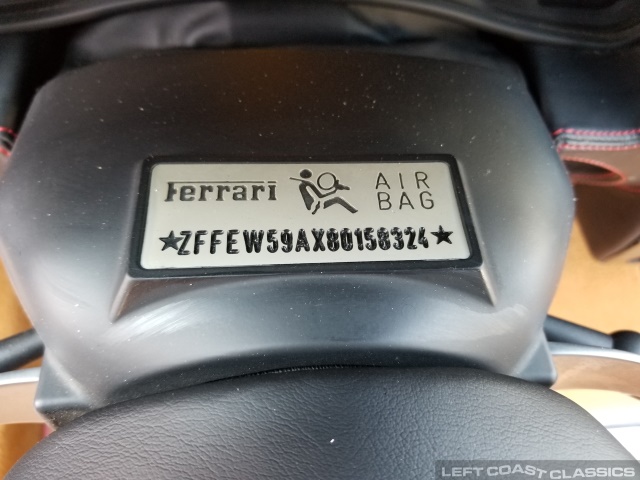 Ferrari AIR
BAG
★ZFFEW59AX80158324★
LEFT COAST CLASSICS